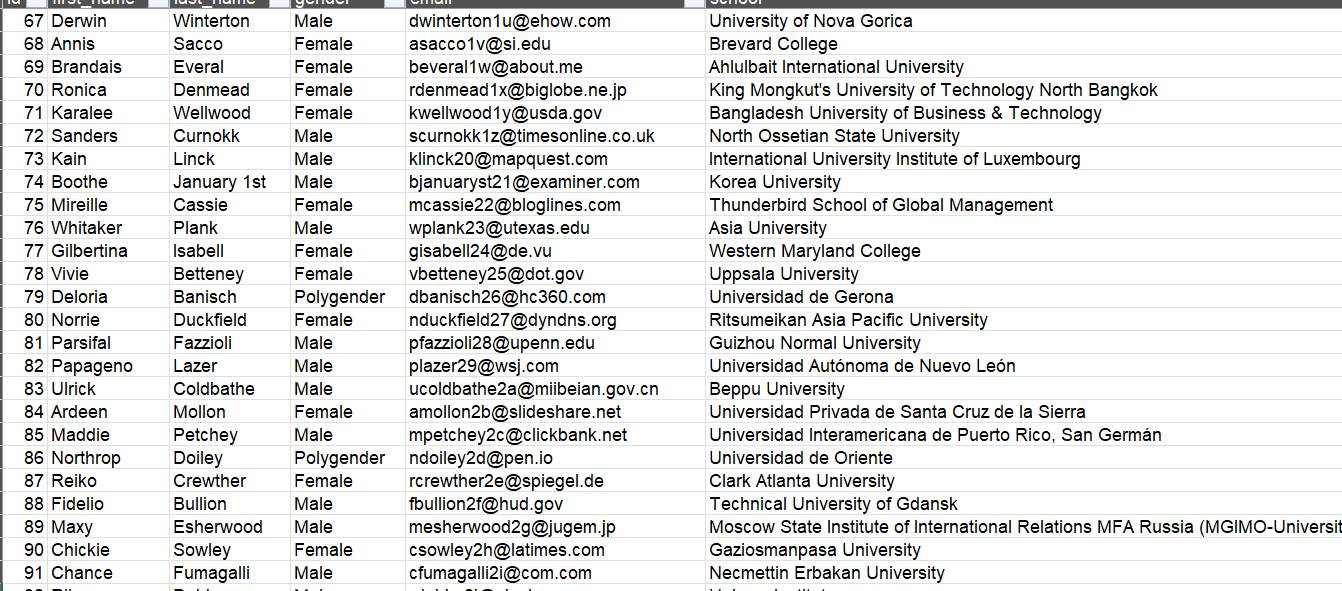 id first_name last_name gender email school
67 Derwin Winterton Male dwinterton1u@ehow.com University of Nova Gorica
68 Annis Sacco Female asacco1v@si.edu Brevard College
69 Brandais Everal Female beveral1w@about.me Ahlulbait International University
70 Ronica Denmead Female rdenmead1x@biglobe.ne.jp King Mongkut's University of Technology North Bangkok
71 Karalee Wellwood Female kwellwood1y@usda.gov Bangladesh University of Business & Technology
72 Sanders Curnokk Male scurnokk1z@timesonline.co.uk North Ossetian State University
73 Kain Linck Male klinck20@mapquest.com International University Institute of Luxembourg
74 Boothe January 1st Male bjanuaryst21@examiner.com Korea University
75 Mireille Cassie Female mcassie22@bloglines.com Thunderbird School of Global Management
76 Whitaker Plank Male wplank23@utexas.edu Asia University
77 Gilbertina Isabell Female gisabell24@de.vu Western Maryland College
78 Vivie Betteney Female vbetteney25@dot.gov Uppsala University
79 Deloria Banisch Polygender dbanisch26@hc360.com Universidad de Gerona
80 Norrie Duckfield Female nduckfield27@dyndns.org Ritsumeikan Asia Pacific University
81 Parsifal Fazzioli Male pfazzioli28@upenn.edu Guizhou Normal University
82 Papageno Lazer Male plazer29@wsj.com Universidad Autónoma de Nuevo León
83 Ulrick Coldbathe Male ucoldbathe2a@miibeian.gov.cn Beppu University
84 Ardeen Mollon Female amollon2b@slideshare.net Universidad Privada de Santa Cruz de la Sierra
85 Maddie Petchey Male mpetchey2c@clickbank.net Universidad Interamericana de Puerto Rico, San Germán
86 Northrop Doiley Polygender ndoiley2d@pen.io Universidad de Oriente
87 Reiko Crewther Female rcrewther2e@spiegel.de Clark Atlanta University
88 Fidelio Bullion Male fbullion2f@hud.gov Technical University of Gdansk
89 Maxy Esherwood Male mesherwood2g@jugem.jp Moscow State Institute of International Relations MFA Russia (MGIMO-Universit
90 Chickie Sowley Female csowley2h@latimes.com Gaziosmanpasa University
91 Chance Fumagalli Male cfumagalli2i@com.com Necmettin Erbakan University